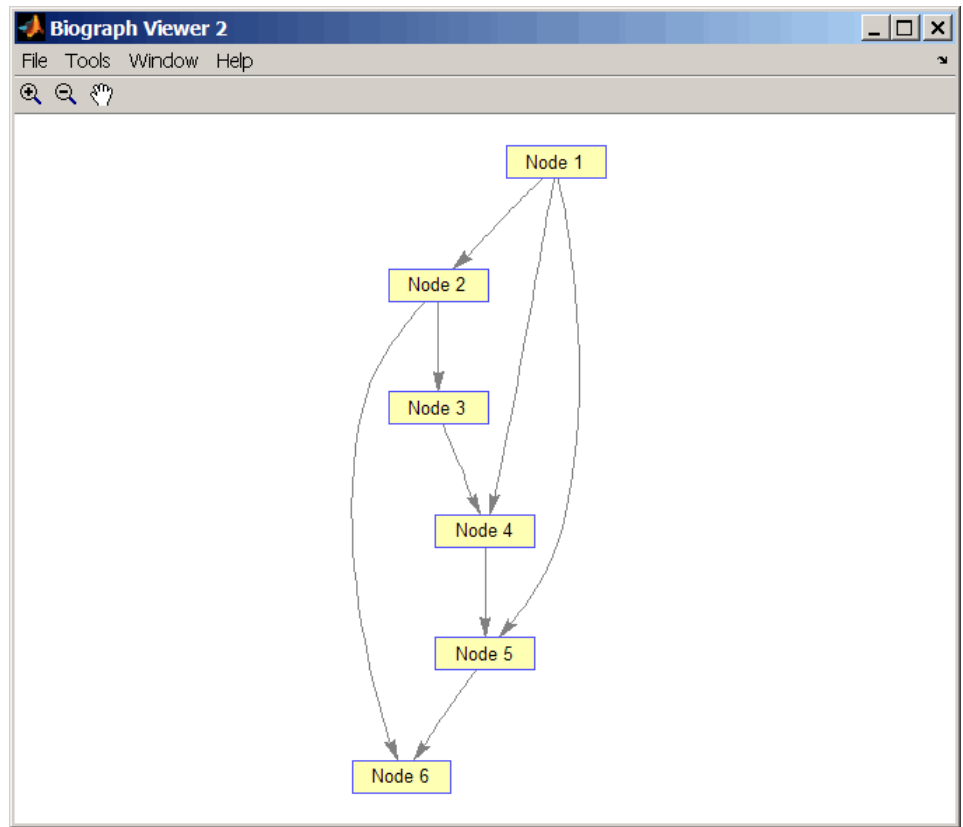 Biograph Viewer 2
File Tools Window Help
Node 1
Node 2
Node 3
Node 4
Node 5
Node 6